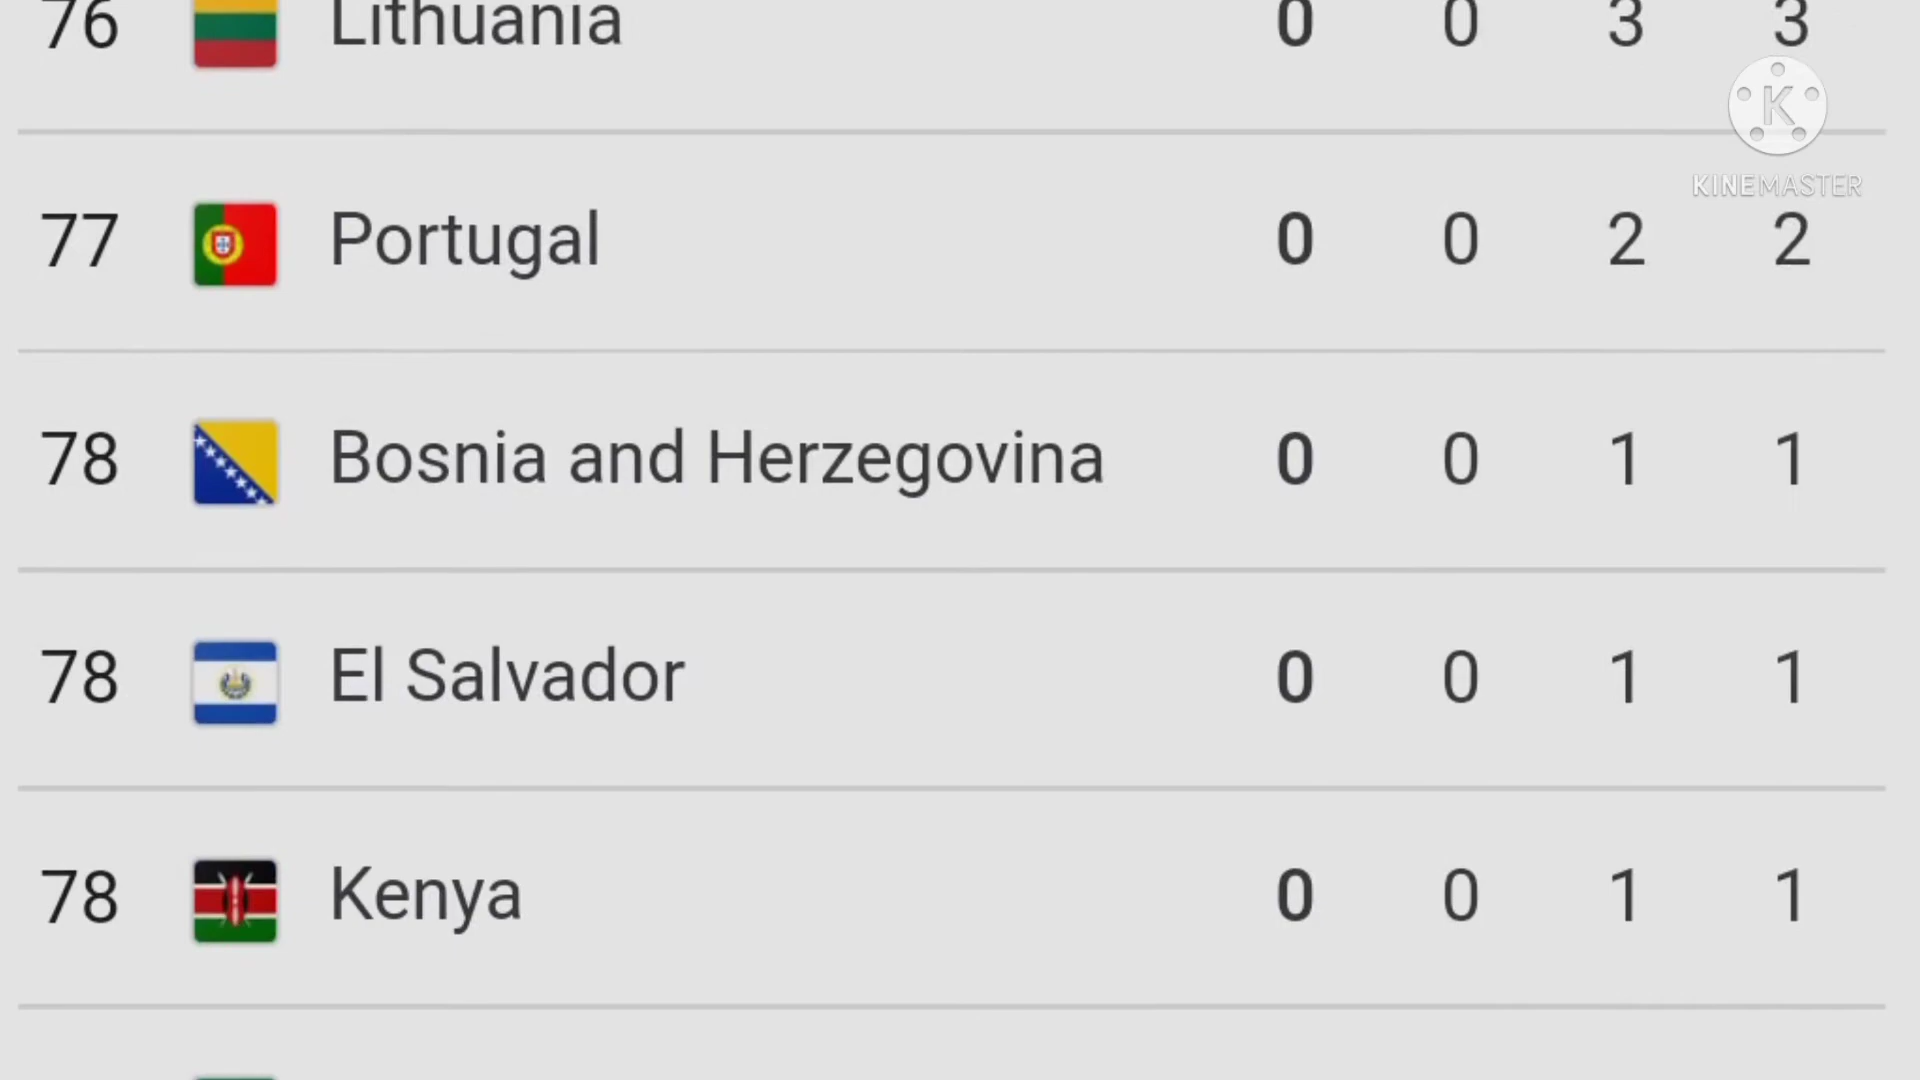 76 Lithuania 0 0 3 3
K
KINEMASTER
77 Portugal 0 0 2 2
78 Bosnia and Herzegovina 0 0 1 1
78 El Salvador 0 0 1 1
78 Kenya 0 0 1 1